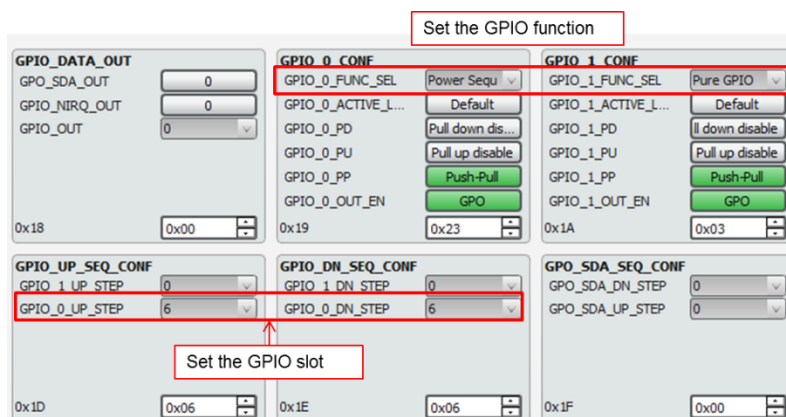 Set the GPIO function
GPIO_DATA_OUT
GPO_SDA_OUT 0
GPIO_NIRQ_OUT 0
GPIO_OUT 0
0x18 0x00
GPIO_0_CONF
GPIO_0_FUNC_SEL Power Sequ
GPIO_0_ACTIVE_L... Default
GPIO_0_PD Pull down dis...
GPIO_0_PU Pull up disable
GPIO_0_PP Push-Pull
GPIO_0_OUT_EN GPO
0x19 0x23
GPIO_1_CONF
GPIO_1_FUNC_SEL Pure GPIO
GPIO_1_ACTIVE_L... Default
GPIO_1_PD ll down disable
GPIO_1_PU Pull up disable
GPIO_1_PP Push-Pull
GPIO_1_OUT_EN GPO
0x1A 0x03
GPIO_UP_SEQ_CONF
GPIO_1_UP_STEP 0
GPIO_0_UP_STEP 6
0x1D 0x06
GPIO_DN_SEQ_CONF
GPIO_1_DN_STEP 0
GPIO_0_DN_STEP 6
0x1E 0x06
GPO_SDA_SEQ_CONF
GPO_SDA_DN_STEP 0
GPO_SDA_UP_STEP 0
0x1F 0x00
Set the GPIO slot